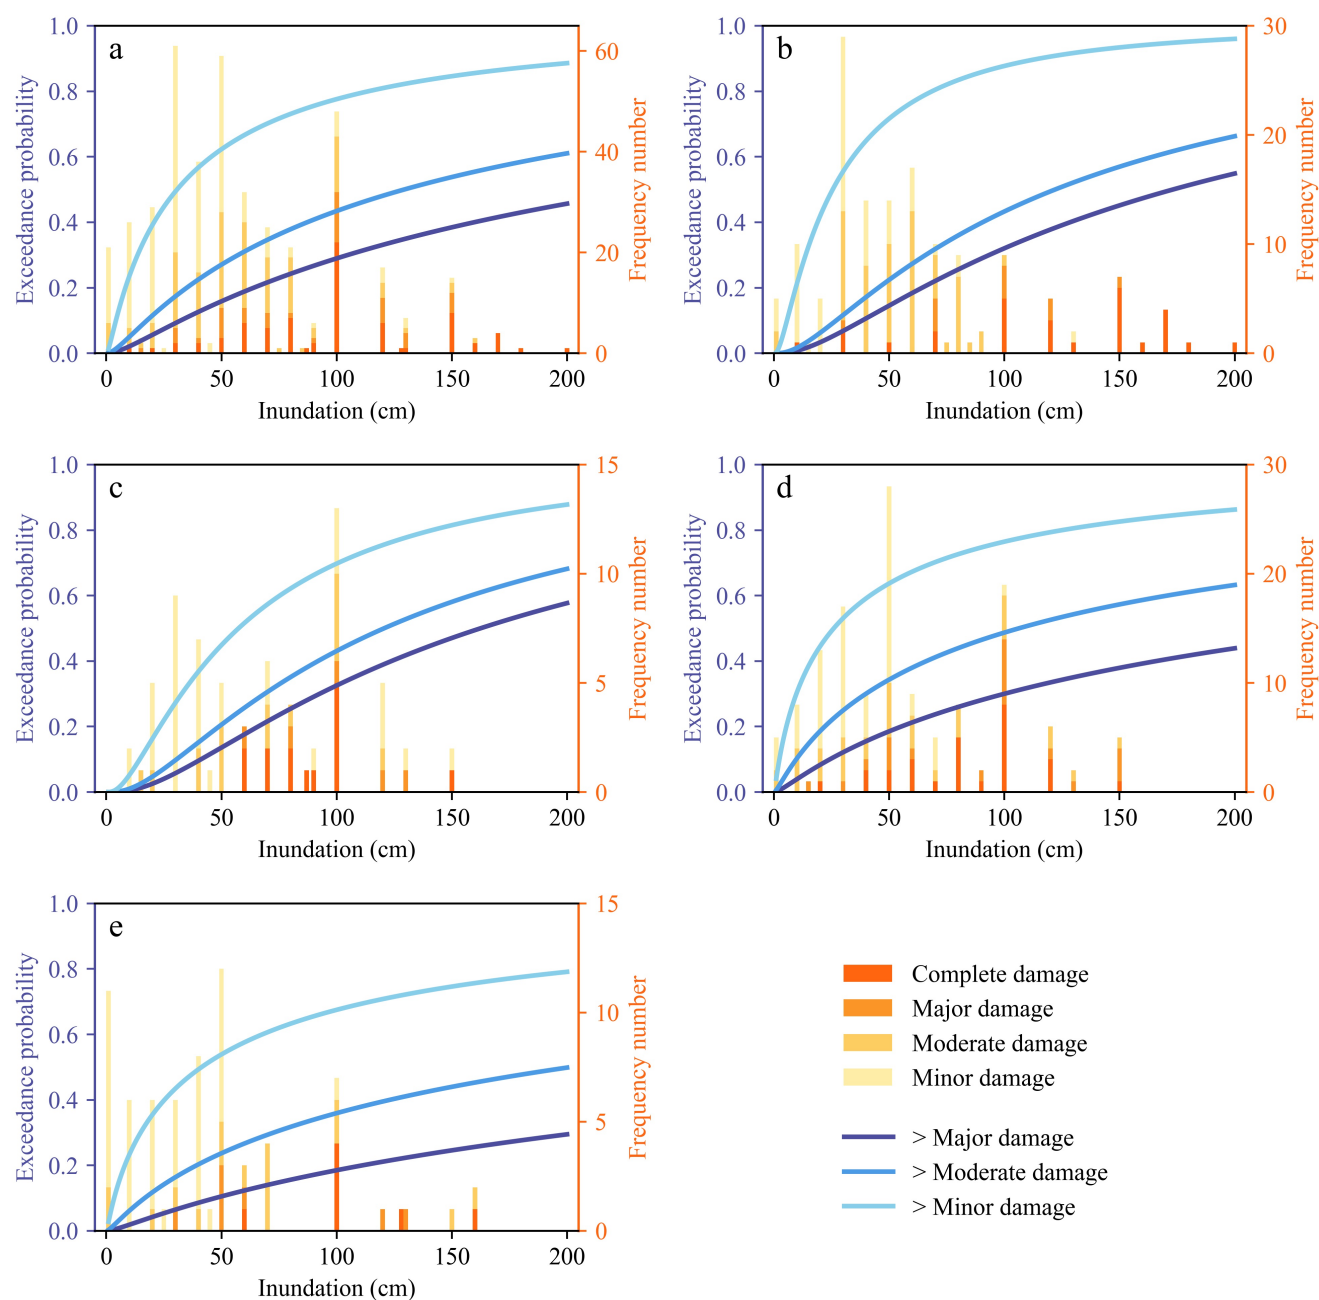 a
Exceedance probability
1.0
0.8
0.6
0.4
0.2
0.0
60
40
20
0
Frequency number
0 50 100 150 200
Inundation (cm)
b
Exceedance probability
1.0
0.8
0.6
0.4
0.2
0.0
30
20
10
0
Frequency number
0 50 100 150 200
Inundation (cm)
c
Exceedance probability
1.0
0.8
0.6
0.4
0.2
0.0
15
10
5
0
Frequency number
0 50 100 150 200
Inundation (cm)
d
Exceedance probability
1.0
0.8
0.6
0.4
0.2
0.0
30
20
10
0
Frequency number
0 50 100 150 200
Inundation (cm)
e
Exceedance probability
1.0
0.8
0.6
0.4
0.2
0.0
15
10
5
0
Frequency number
0 50 100 150 200
Inundation (cm)
Complete damage
Major damage
Moderate damage
Minor damage
> Major damage
> Moderate damage
> Minor damage